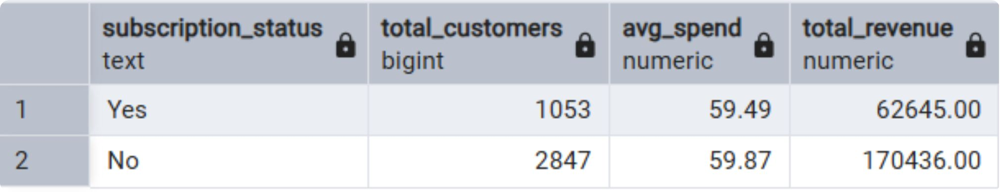 subscription_status total_customers avg_spend total_revenue
text bigint numeric numeric
1 Yes 1053 59.49 62645.00
2 No 2847 59.87 170436.00